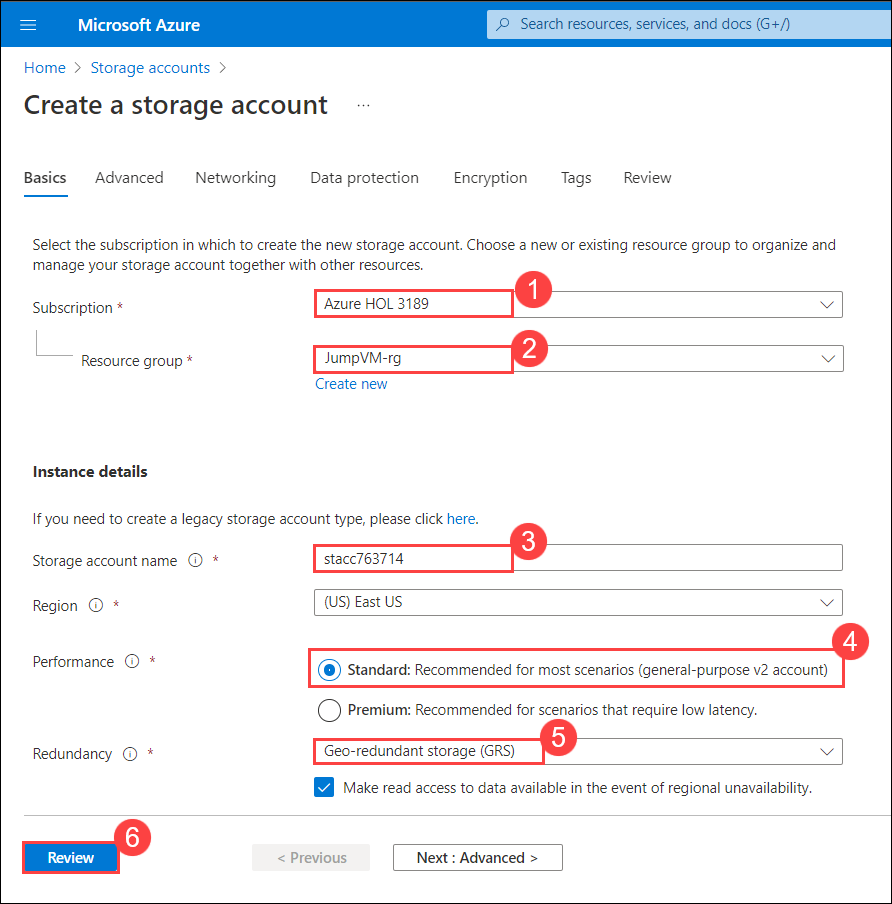 Microsoft Azure
Search resources, services, and docs (G+/)
Home > Storage accounts >
Create a storage account ...
Basics Advanced Networking Data protection Encryption Tags Review
Select the subscription in which to create the new storage account. Choose a new or existing resource group to organize and
manage your storage account together with other resources.
1
Subscription * Azure HOL 3189
2
Resource group * JumpVM-rg
Create new
Instance details
If you need to create a legacy storage account type, please click here.
3
Storage account name * stacc763714
Region * (US) East US
4
Performance * Standard: Recommended for most scenarios (general-purpose v2 account)
Premium: Recommended for scenarios that require low latency.
5
Redundancy * Geo-redundant storage (GRS)
Make read access to data available in the event of regional unavailability.
6
Review < Previous Next : Advanced >